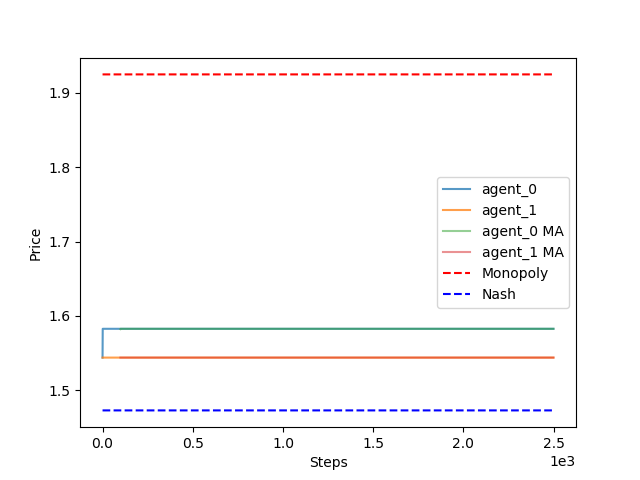 1.9
1.8
1.7
1.6
1.5
Price
0.0 0.5 1.0 1.5 2.0 2.5
1e3
Steps
agent_0
agent_1
agent_0 MA
agent_1 MA
Monopoly
Nash